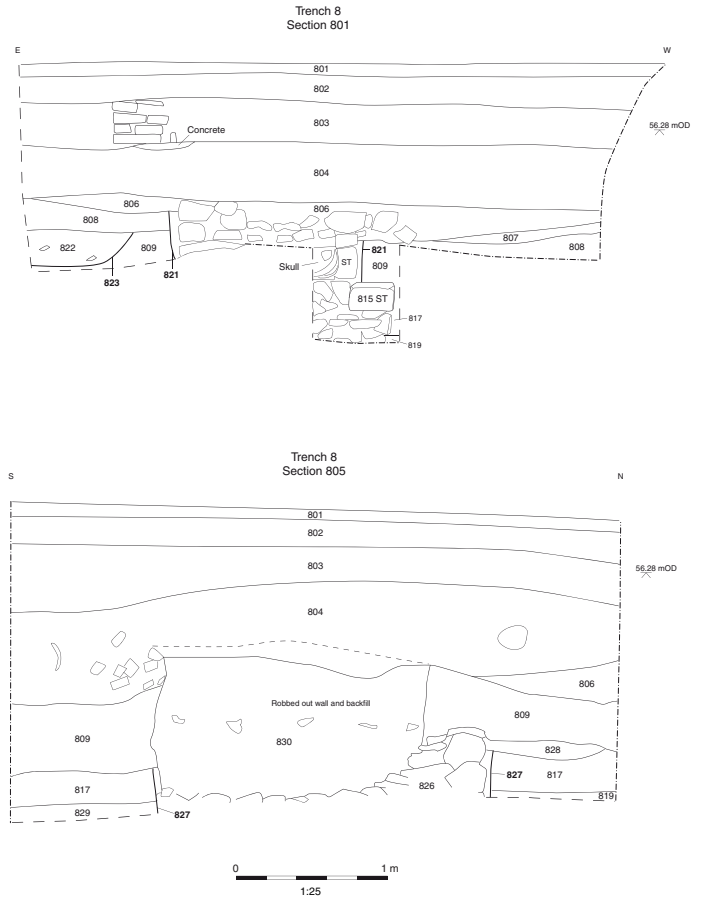 Trench 8
Section 801
E
W
801
802
56.28 mOD
803
Concrete
804
806
806
808
807
808
822
809
821
809
Skull
ST
823
821
815 ST
817
819
Trench 8
Section 805
S
N
801
802
803
56.28 mOD
804
806
Robbed out wall and backfill
809
809
830
828
827
817
817
826
819
829
827
0
1 m
1:25